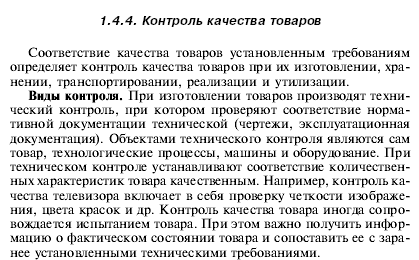 1.4.4. Контроль качества товаров
Соответствие качества товаров установленным требованиям
определяет контроль качества товаров при их изготовлении, хра-
нении, транспортировании, реализации и утилизации.
Виды контроля. При изготовлении товаров производят техни-
ческий контроль, при котором проверяют соответствие норма-
тивной документации технической (чертежи, эксплуатационная
документация). Объектами технического контроля являются сам
товар, технологические процессы, машины и оборудование. При
техническом контроле устанавливают соответствие количествен-
ных характеристик товара качественным. Например, контроль ка-
чества телевизора включает в себя проверку четкости изображе-
ния, цвета красок и др. Контроль качества товара иногда сопро-
вождается испытанием товара. При этом важно получить инфор-
мацию о фактическом состоянии товара и сопоставить ее с зара-
нее установленными техническими требованиями.